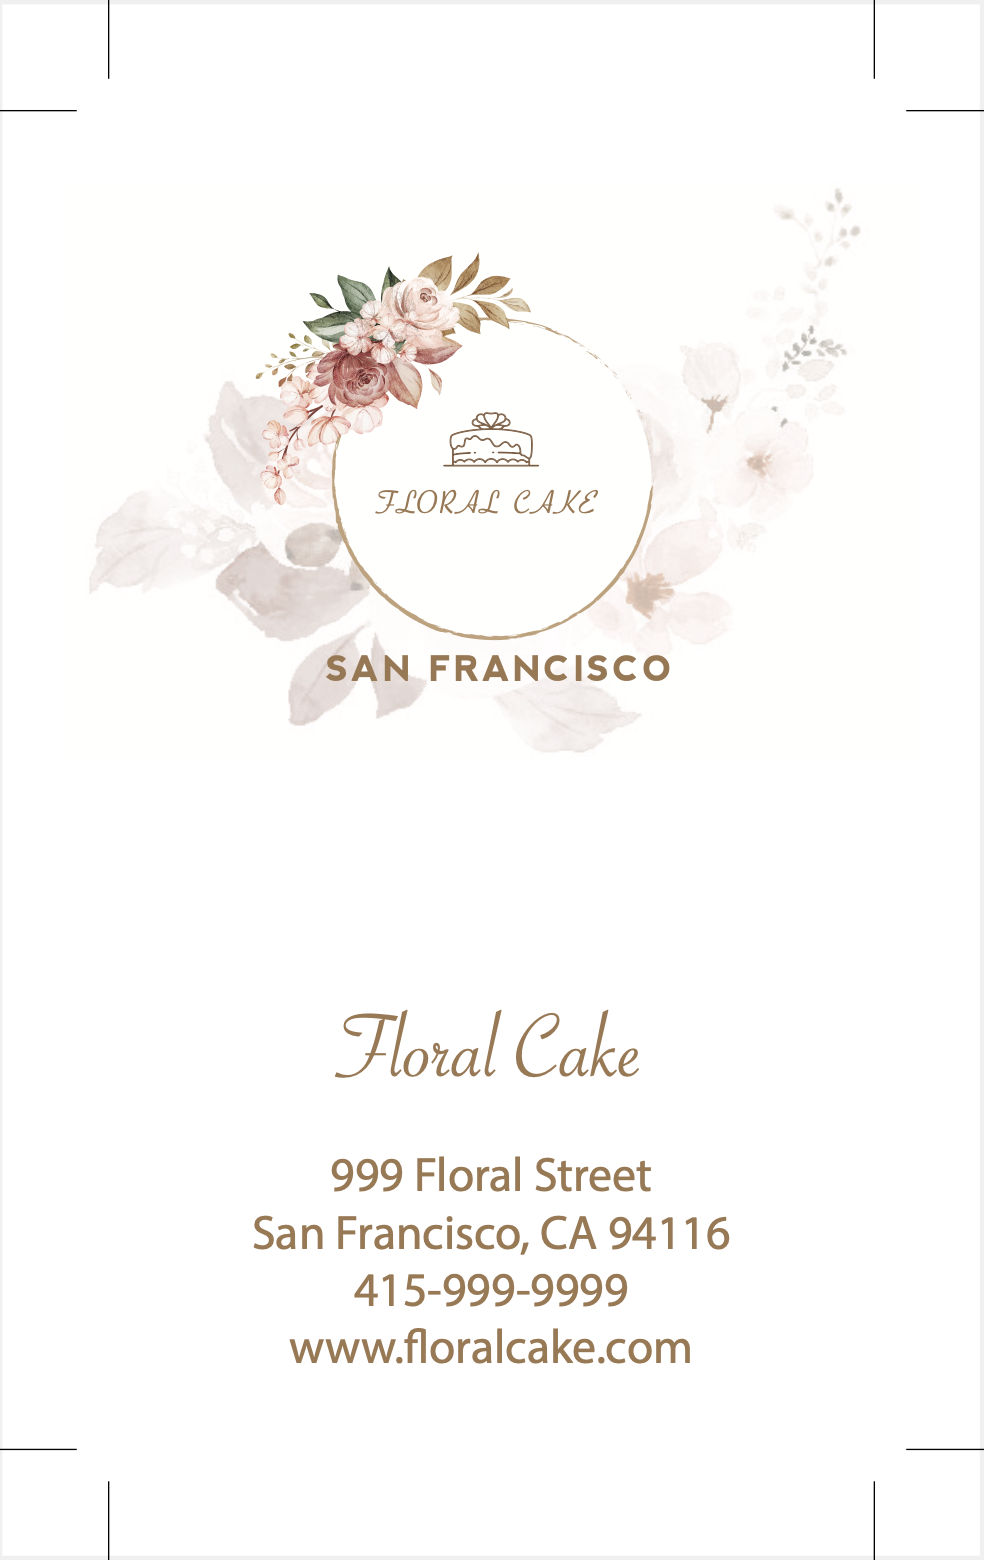 FLORAL CAKE
SAN FRANCISCO
Floral Cake
999 Floral Street
San Francisco, CA 94116
415-999-9999
www.floralcake.com